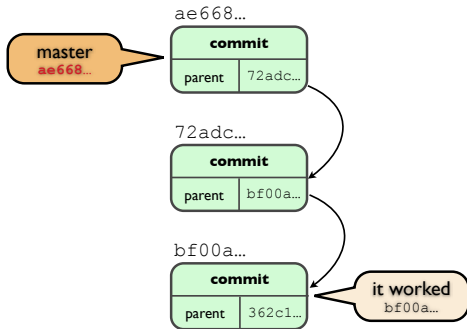 ae668…
commit
master
ae668…
parent 72adc…
72adc…
commit
parent bf00a…
bf00a…
commit
it worked
bf00a…
parent 362c1…